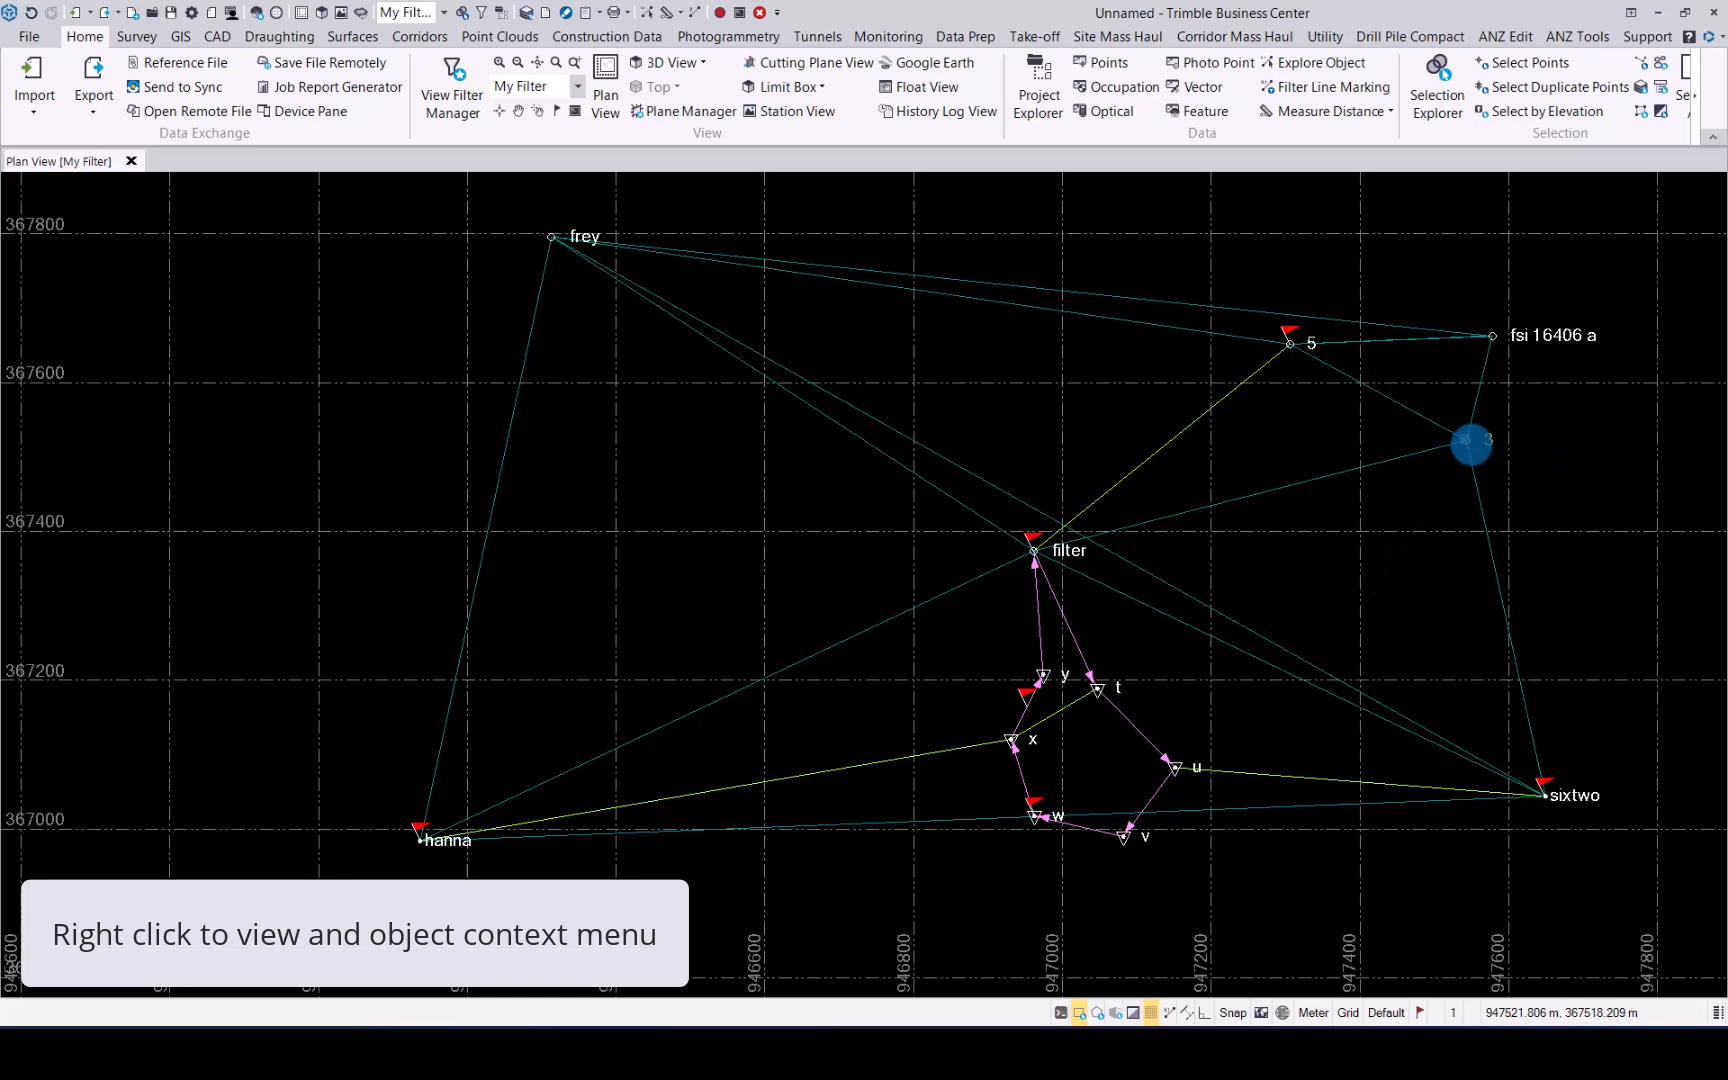 My Filt...
Unnamed - Trimble Business Center
File Home Survey GIS CAD Draughting Surfaces Corridors Point Clouds Construction Data Photogrammetry Tunnels Monitoring Data Prep Take-off Site Mass Haul Corridor Mass Haul Utility Drill Pile Compact ANZ Edit ANZ Tools Support
Import
Export
Reference File
Send to Sync
Open Remote File
Save File Remotely
Job Report Generator
Device Pane
Data Exchange
View Filter
Manager
My Filter
Plan
View
3D View
Top
Plane Manager
Cutting Plane View
Limit Box
Station View
Google Earth
Float View
History Log View
View
Project
Explorer
Points
Occupation
Optical
Photo Point
Vector
Feature
Explore Object
Filter Line Marking
Measure Distance
Data
Selection
Explorer
Select Points
Select Duplicate Points
Select by Elevation
Se
Selection
Plan View [My Filter]
367800
frey
5
fsi 16406 a
367600
3
367400
filter
367200
y
t
x
u
sixtwo
367000
w
v
hanna
Right click to view and object context menu
946600
946800
947000
947200
947400
947600
947800
Snap
Meter
Grid
Default
1
947521.806 m, 367518.209 m